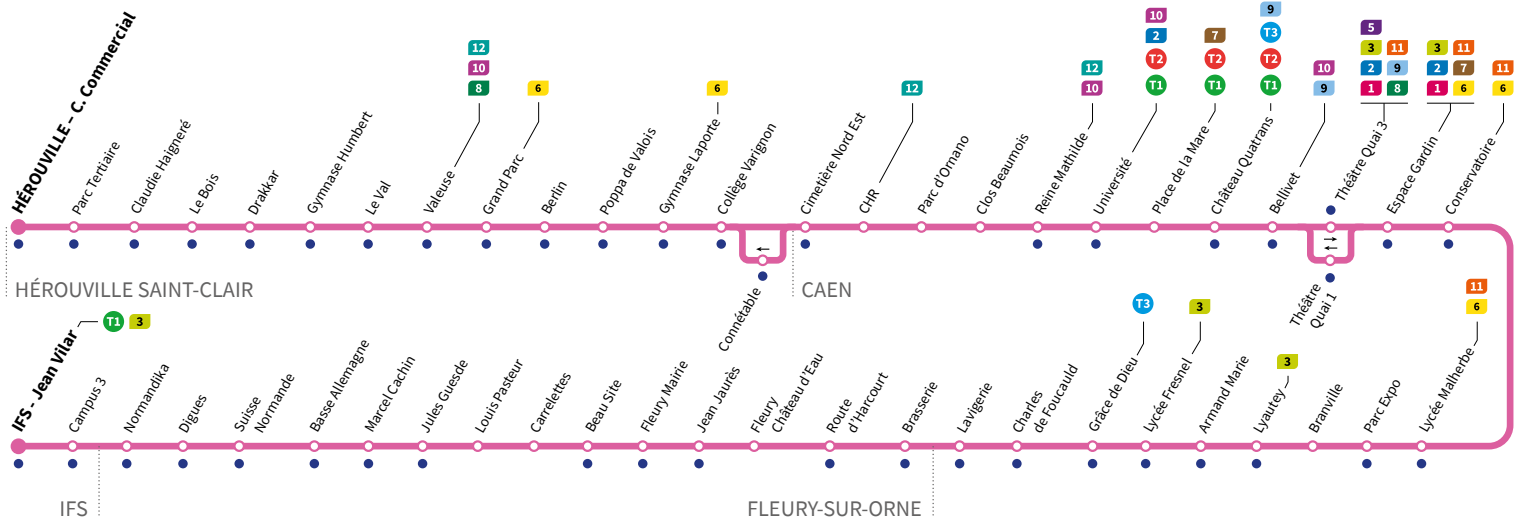 HÉROUVILLE – C. Commercial
Parc Tertiaire
Claudie Haigneré
Le Bois
Drakkar
Gymnase Humbert
Le Val
12
10
8
Valeuse
6
Grand Parc
Berlin
Poppa de Valois
6
Gymnase Laporte
Collège Varignon
Connétable
Cimetière Nord Est
12
CHR
Parc d'Ornano
Clos Beaumois
12
10
Reine Mathilde
10
2
T2
T1
Université
7
T2
T1
Place de la Mare
9
T3
T2
T1
Château Quatrans
10
9
Bellivet
5
3 11
2 9
1 8
Théâtre Quai 3
Théâtre
Quai 1
3 11
2 7
1 6
Espace Gardin
11
6
Conservatoire
HÉROUVILLE SAINT-CLAIR
CAEN
IFS - Jean Vilar
T1 3
Campus 3
Normandika
Digues
Suisse
Normande
Basse Allemagne
Marcel Cachin
Jules Guesde
Louis Pasteur
Carrelettes
Beau Site
Fleury Mairie
Jean Jaurès
Fleury
Château d'Eau
Route
d'Harcourt
Brasserie
Lavigerie
Charles
de Foucauld
T3
Grâce de Dieu
3
Lycée Fresnel
Armand Marie
3
Lyautey
Branville
Parc Expo
11
6
Lycée Malherbe
IFS
FLEURY-SUR-ORNE